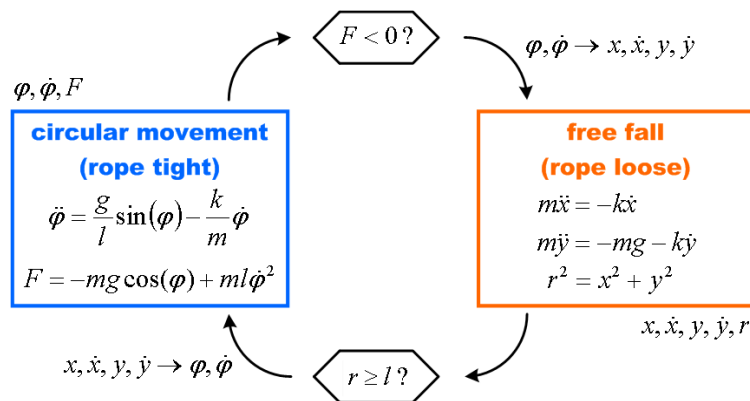 F < 0 ?
φ, φ̇ → x, ẋ, y, ẏ
φ, φ̇, F
circular movement
(rope tight)
φ̈ = g/l sin(φ) − k/m φ̇
F = −mg cos(φ) + mlφ̇²
free fall
(rope loose)
mẍ = −kẋ
mÿ = −mg − kẏ
r² = x² + y²
x, ẋ, y, ẏ, r
x, ẋ, y, ẏ → φ, φ̇
r ≥ l ?